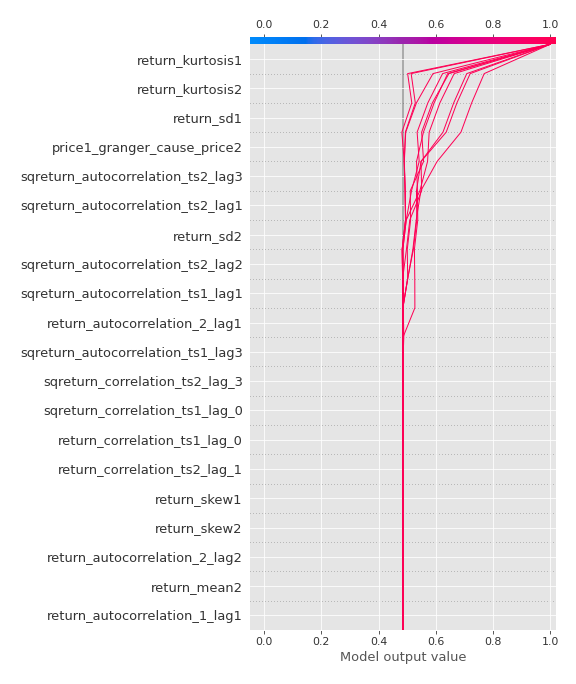 0.0 0.2 0.4 0.6 0.8 1.0
return_kurtosis1
return_kurtosis2
return_sd1
price1_granger_cause_price2
sqreturn_autocorrelation_ts2_lag3
sqreturn_autocorrelation_ts2_lag1
return_sd2
sqreturn_autocorrelation_ts2_lag2
sqreturn_autocorrelation_ts1_lag1
return_autocorrelation_2_lag1
sqreturn_autocorrelation_ts1_lag3
sqreturn_correlation_ts2_lag_3
sqreturn_correlation_ts1_lag_0
return_correlation_ts1_lag_0
return_correlation_ts2_lag_1
return_skew1
return_skew2
return_autocorrelation_2_lag2
return_mean2
return_autocorrelation_1_lag1
0.0 0.2 0.4 0.6 0.8 1.0
Model output value